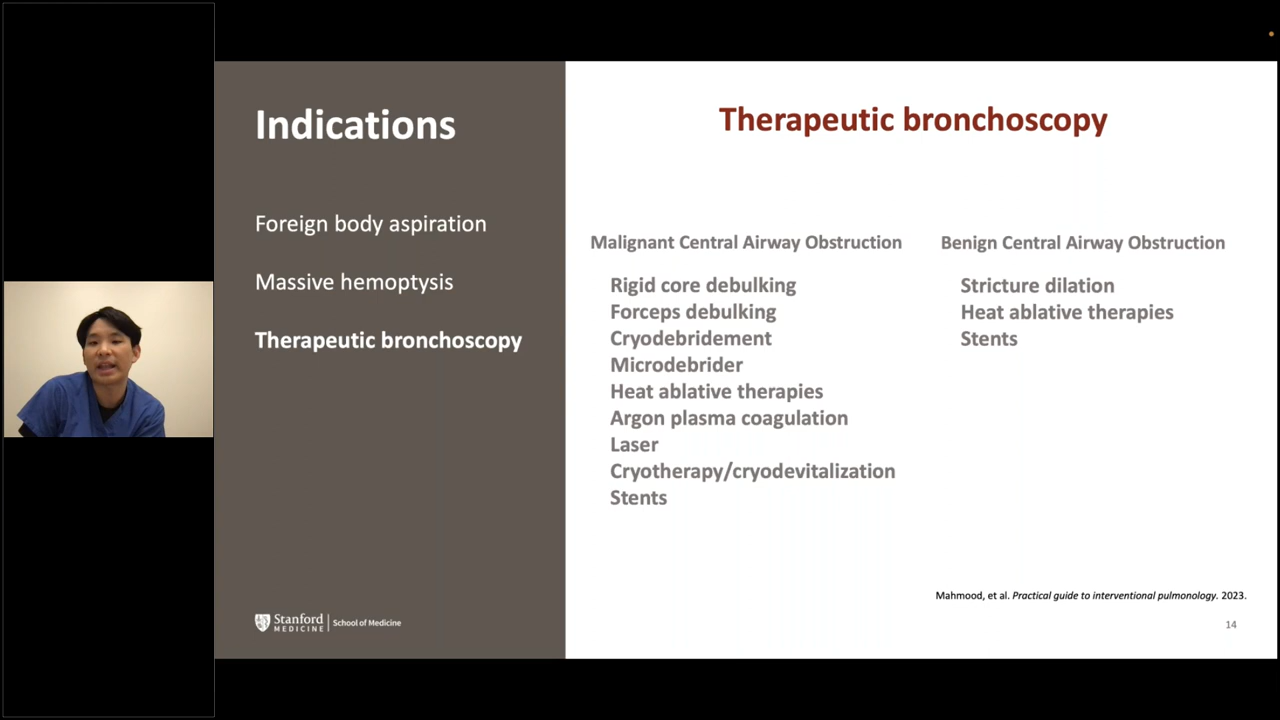 Indications
Foreign body aspiration
Massive hemoptysis
Therapeutic bronchoscopy
Stanford
MEDICINE
School of Medicine
Therapeutic bronchoscopy
Malignant Central Airway Obstruction
Rigid core debulking
Forceps debulking
Cryodebridement
Microdebrider
Heat ablative therapies
Argon plasma coagulation
Laser
Cryotherapy/cryodevitalization
Stents
Benign Central Airway Obstruction
Stricture dilation
Heat ablative therapies
Stents
Mahmood, et al. Practical guide to interventional pulmonology. 2023.
14